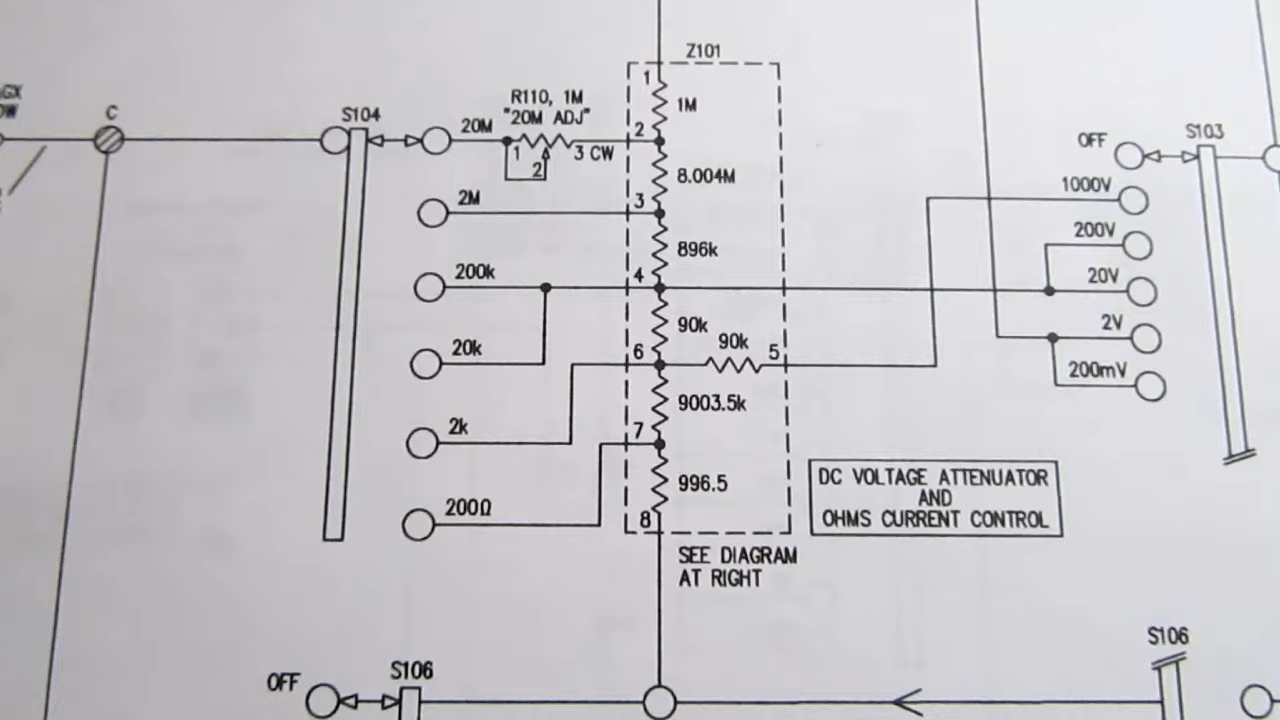 C
S104
R110, 1M
"20M ADJ"
20M
1
2
3 CW
2M
200k
20k
2k
200Ω
Z101
1
1M
2
8.004M
3
896k
4
90k
6
90k
5
9003.5k
7
996.5
8
SEE DIAGRAM
AT RIGHT
DC VOLTAGE ATTENUATOR
AND
OHMS CURRENT CONTROL
OFF
S103
1000V
200V
20V
2V
200mV
OFF
S106
S106